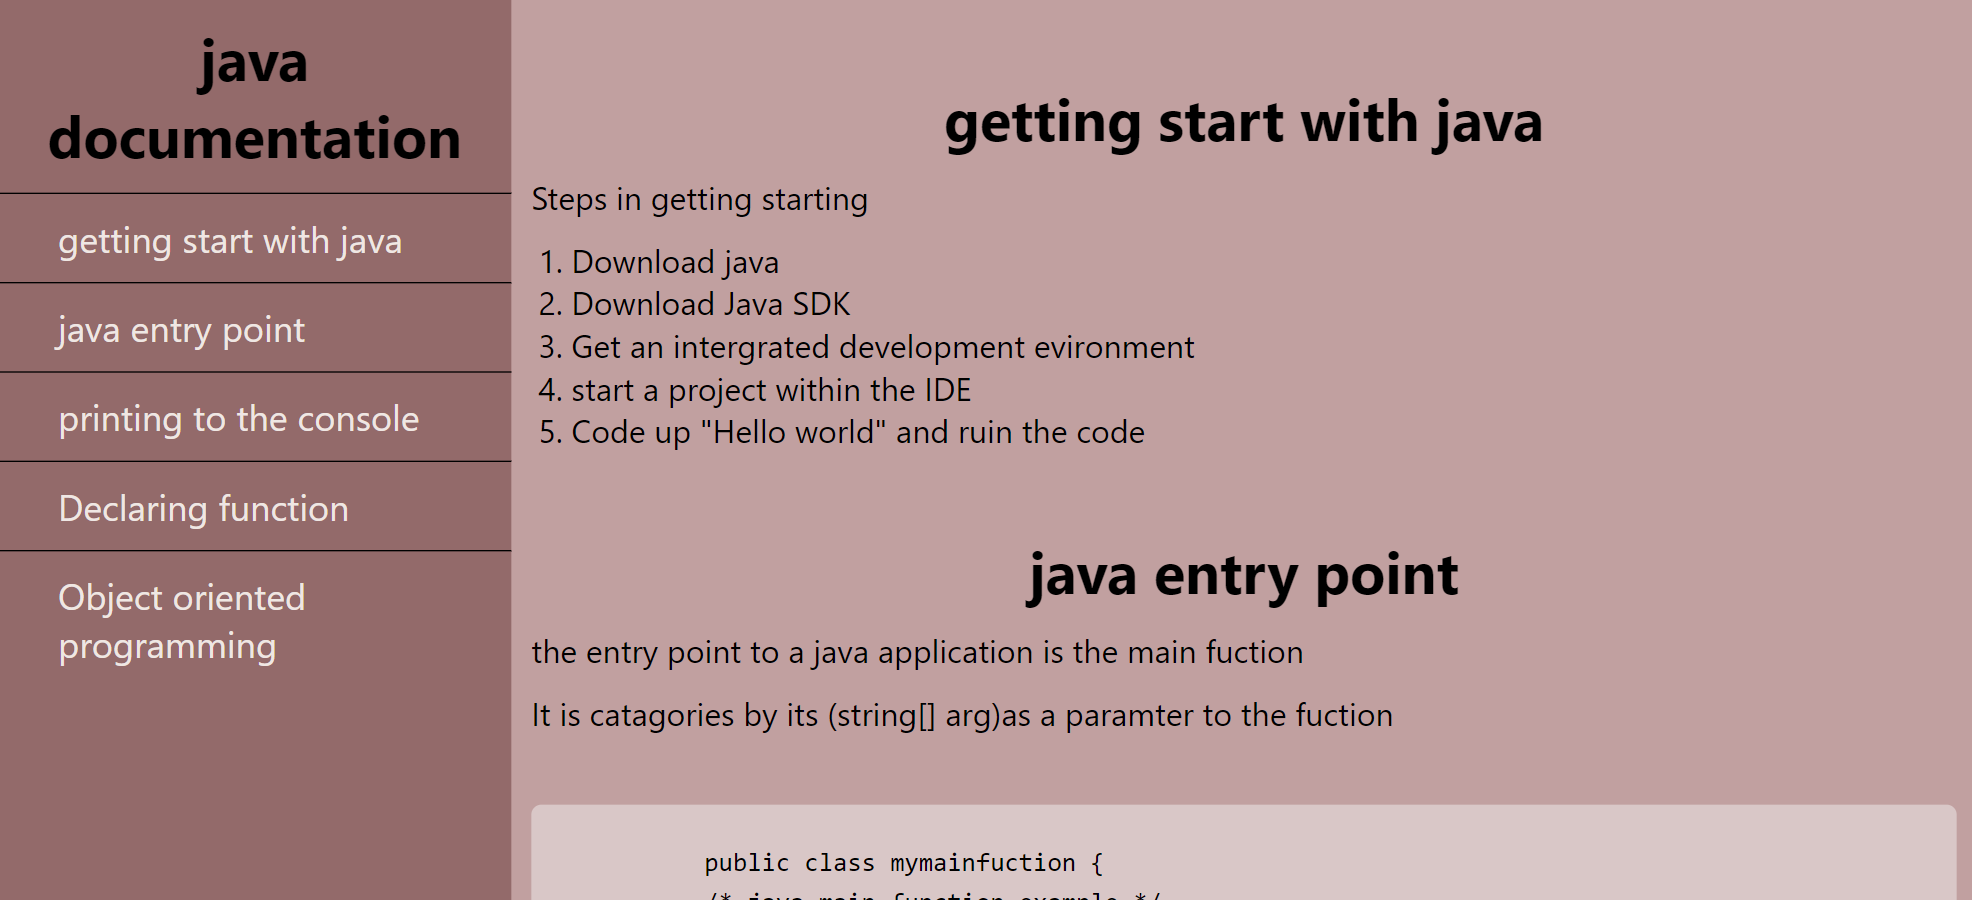 java
documentation
getting start with java
java entry point
printing to the console
Declaring function
Object oriented
programming
getting start with java
Steps in getting starting
1. Download java
2. Download Java SDK
3. Get an intergrated development evironment
4. start a project within the IDE
5. Code up "Hello world" and ruin the code
java entry point
the entry point to a java application is the main fuction
It is catagories by its (string[] arg)as a paramter to the fuction
public class mymainfuction {
/* java main function example */